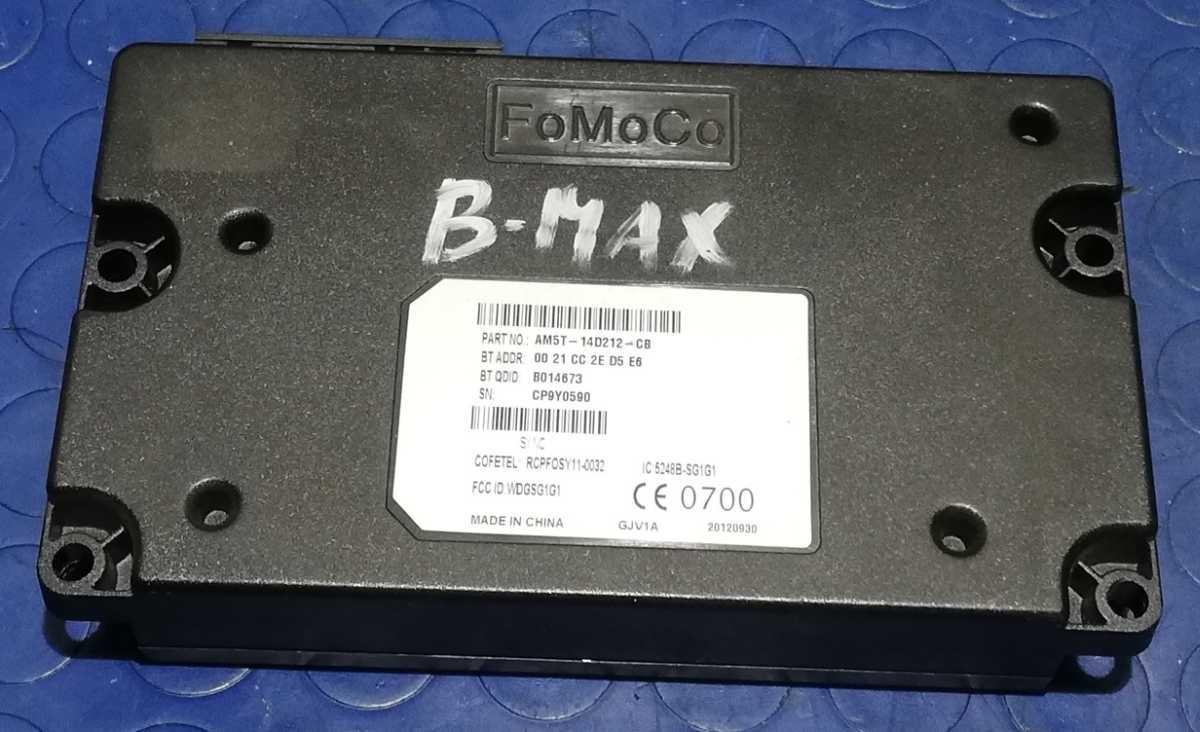 FoMoCo
B-MAX
PART NO.: AM5T-14D212-CB
BT ADDR: 00 21 CC 2E D5 E6
BT QDID: B014673
SN: CP9Y0590
COFETEL: RCPFOSY11-0032 IC 5248B-SG1G1
FCC ID:WDGSG1G1 CE 0700
MADE IN CHINA GJV1A 20120930